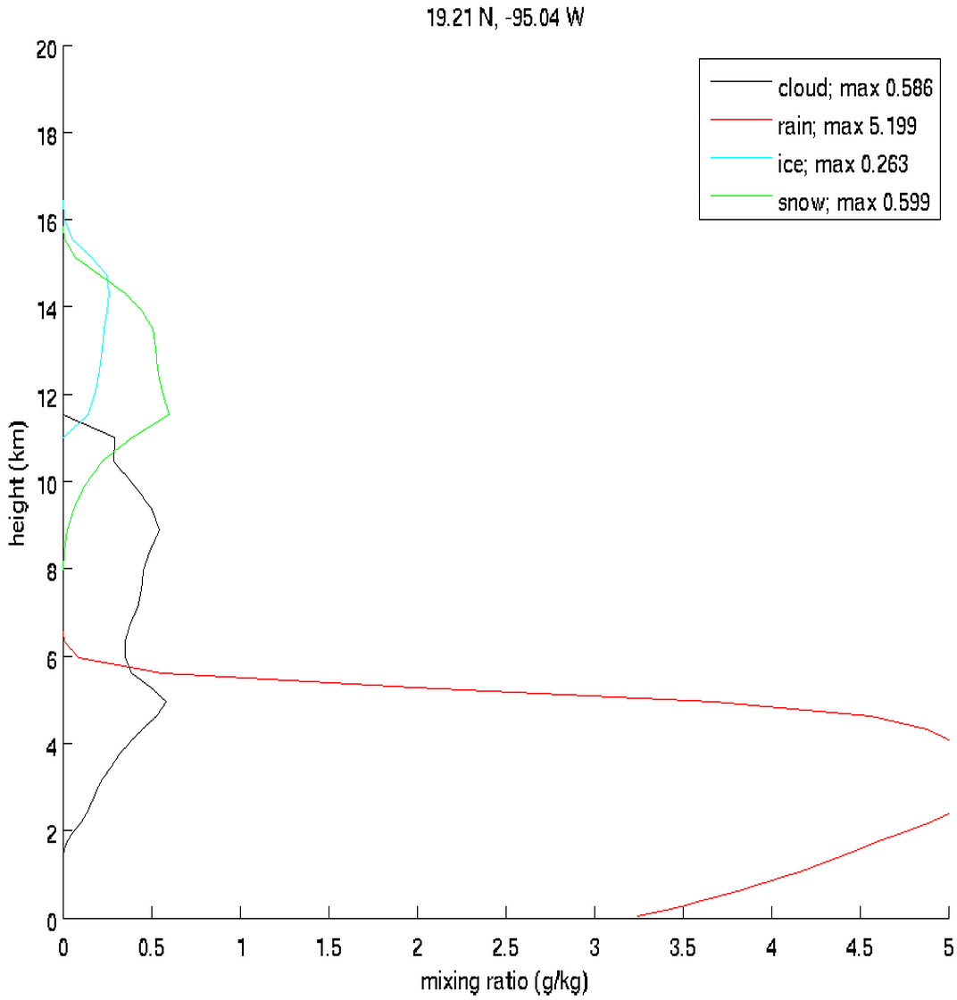 19.21 N, -95.04 W
cloud; max 0.586
rain; max 5.199
ice; max 0.263
snow; max 0.599
20
18
16
14
12
10
8
6
4
2
0
height (km)
0 0.5 1 1.5 2 2.5 3 3.5 4 4.5 5
mixing ratio (g/kg)